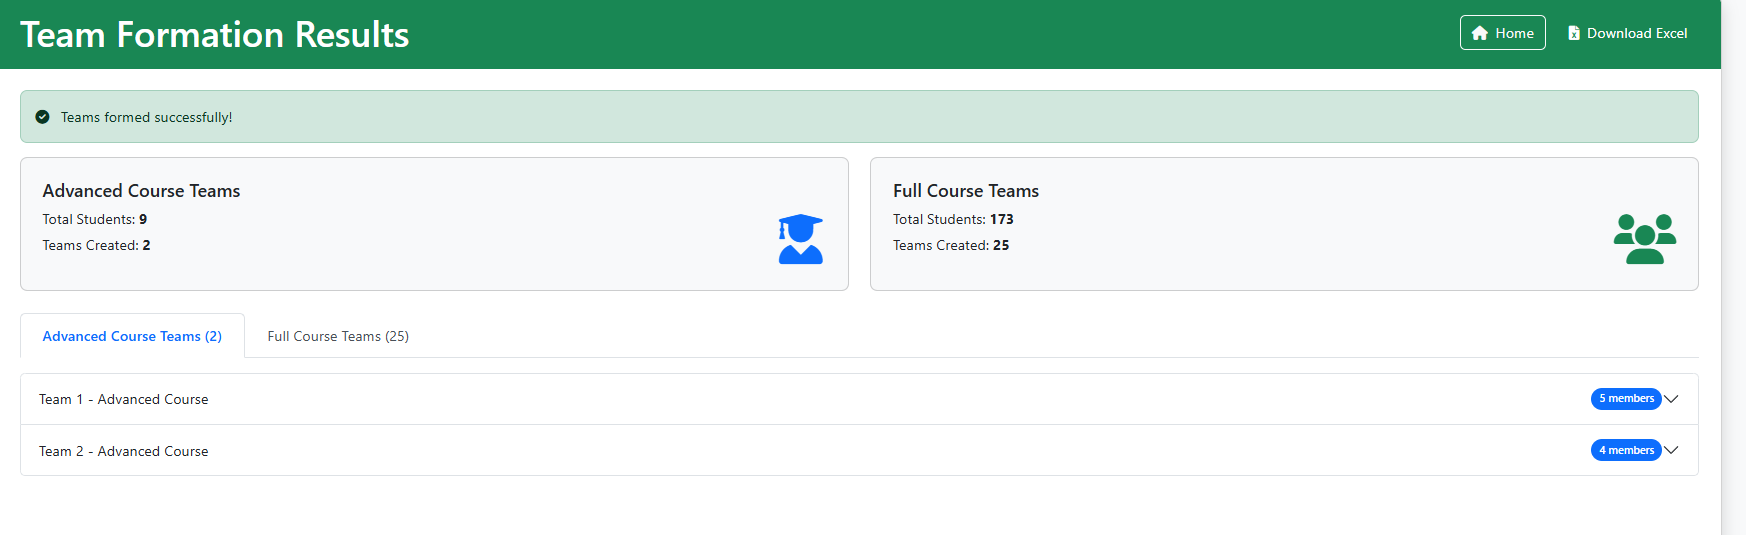 Team Formation Results
Home
Download Excel
Teams formed successfully!
Advanced Course Teams
Total Students: 9
Teams Created: 2
Full Course Teams
Total Students: 173
Teams Created: 25
Advanced Course Teams (2)
Full Course Teams (25)
Team 1 - Advanced Course
5 members
Team 2 - Advanced Course
4 members